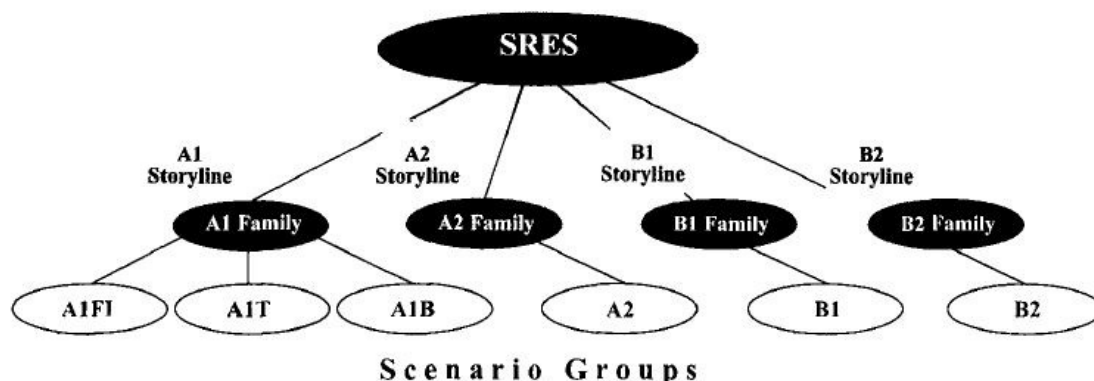 SRES
A1
Storyline
A2
Storyline
B1
Storyline
B2
Storyline
A1 Family
A2 Family
B1 Family
B2 Family
A1FI
A1T
A1B
A2
B1
B2
Scenario Groups